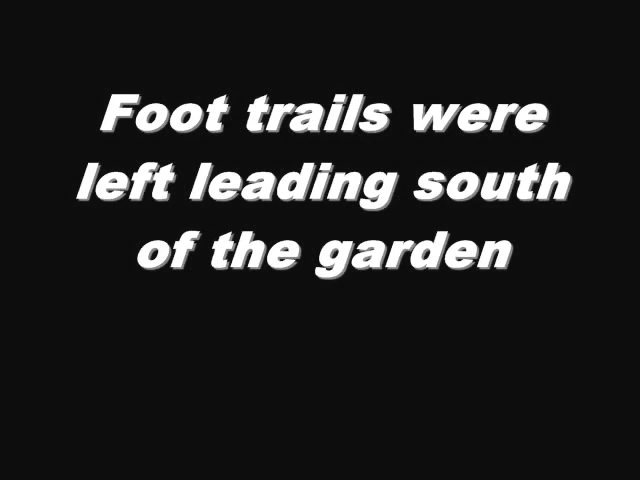 Foot trails were
left leading south
of the garden